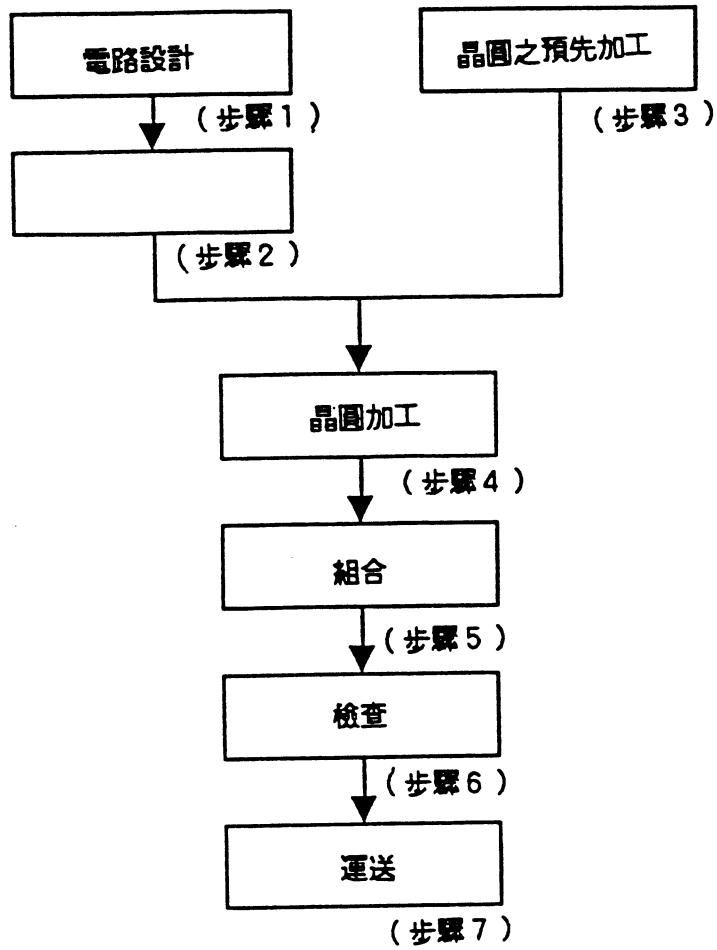 電路設計
(步驟1)
晶圓之預先加工
(步驟3)
(步驟2)
晶圓加工
(步驟4)
組合
(步驟5)
檢查
(步驟6)
運送
(步驟7)